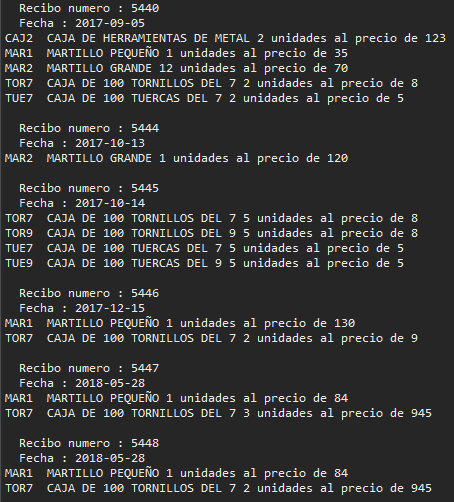 Recibo numero : 5440
Fecha : 2017-09-05
CAJ2 CAJA DE HERRAMIENTAS DE METAL 2 unidades al precio de 123
MAR1 MARTILLO PEQUEÑO 1 unidades al precio de 35
MAR2 MARTILLO GRANDE 12 unidades al precio de 70
TOR7 CAJA DE 100 TORNILLOS DEL 7 2 unidades al precio de 8
TUE7 CAJA DE 100 TUERCAS DEL 7 2 unidades al precio de 5
Recibo numero : 5444
Fecha : 2017-10-13
MAR2 MARTILLO GRANDE 1 unidades al precio de 120
Recibo numero : 5445
Fecha : 2017-10-14
TOR7 CAJA DE 100 TORNILLOS DEL 7 5 unidades al precio de 8
TOR9 CAJA DE 100 TORNILLOS DEL 9 5 unidades al precio de 8
TUE7 CAJA DE 100 TUERCAS DEL 7 5 unidades al precio de 5
TUE9 CAJA DE 100 TUERCAS DEL 9 5 unidades al precio de 5
Recibo numero : 5446
Fecha : 2017-12-15
MAR1 MARTILLO PEQUEÑO 1 unidades al precio de 130
TOR7 CAJA DE 100 TORNILLOS DEL 7 2 unidades al precio de 9
Recibo numero : 5447
Fecha : 2018-05-28
MAR1 MARTILLO PEQUEÑO 1 unidades al precio de 84
TOR7 CAJA DE 100 TORNILLOS DEL 7 3 unidades al precio de 945
Recibo numero : 5448
Fecha : 2018-05-28
MAR1 MARTILLO PEQUEÑO 1 unidades al precio de 84
TOR7 CAJA DE 100 TORNILLOS DEL 7 2 unidades al precio de 945